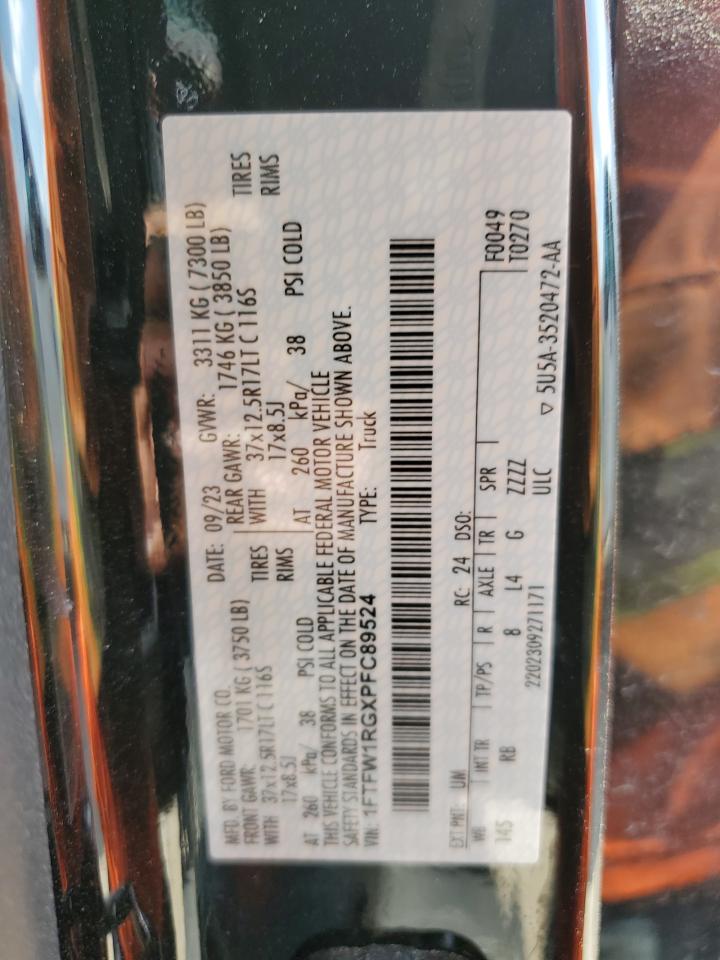 MFD. BY FORD MOTOR CO. DATE: 09/23 GVWR: 3311 KG ( 7300 LB)
FRONT GAWR: 1701 KG ( 3750 LB) REAR GAWR: 1746 KG ( 3850 LB)
WITH 37x12.5R17LT C 116S TIRES WITH 37x12.5R17LT C 116S TIRES
17x8.5J RIMS 17x8.5J RIMS
AT 260 kPa/ 38 PSI COLD AT 260 kPa/ 38 PSI COLD
THIS VEHICLE CONFORMS TO ALL APPLICABLE FEDERAL MOTOR VEHICLE
SAFETY STANDARDS IN EFFECT ON THE DATE OF MANUFACTURE SHOWN ABOVE.
VIN: 1FTFW1RGXPFC89524 TYPE: Truck
EXT PNT: UM RC: 24 DSO:
WB INT TR TP/PS R AXLE TR SPR F0049
145 RB 8 L4 G ZZZZ T0270
2202309271171 ULC ▽ 5U5A-3520472-AA